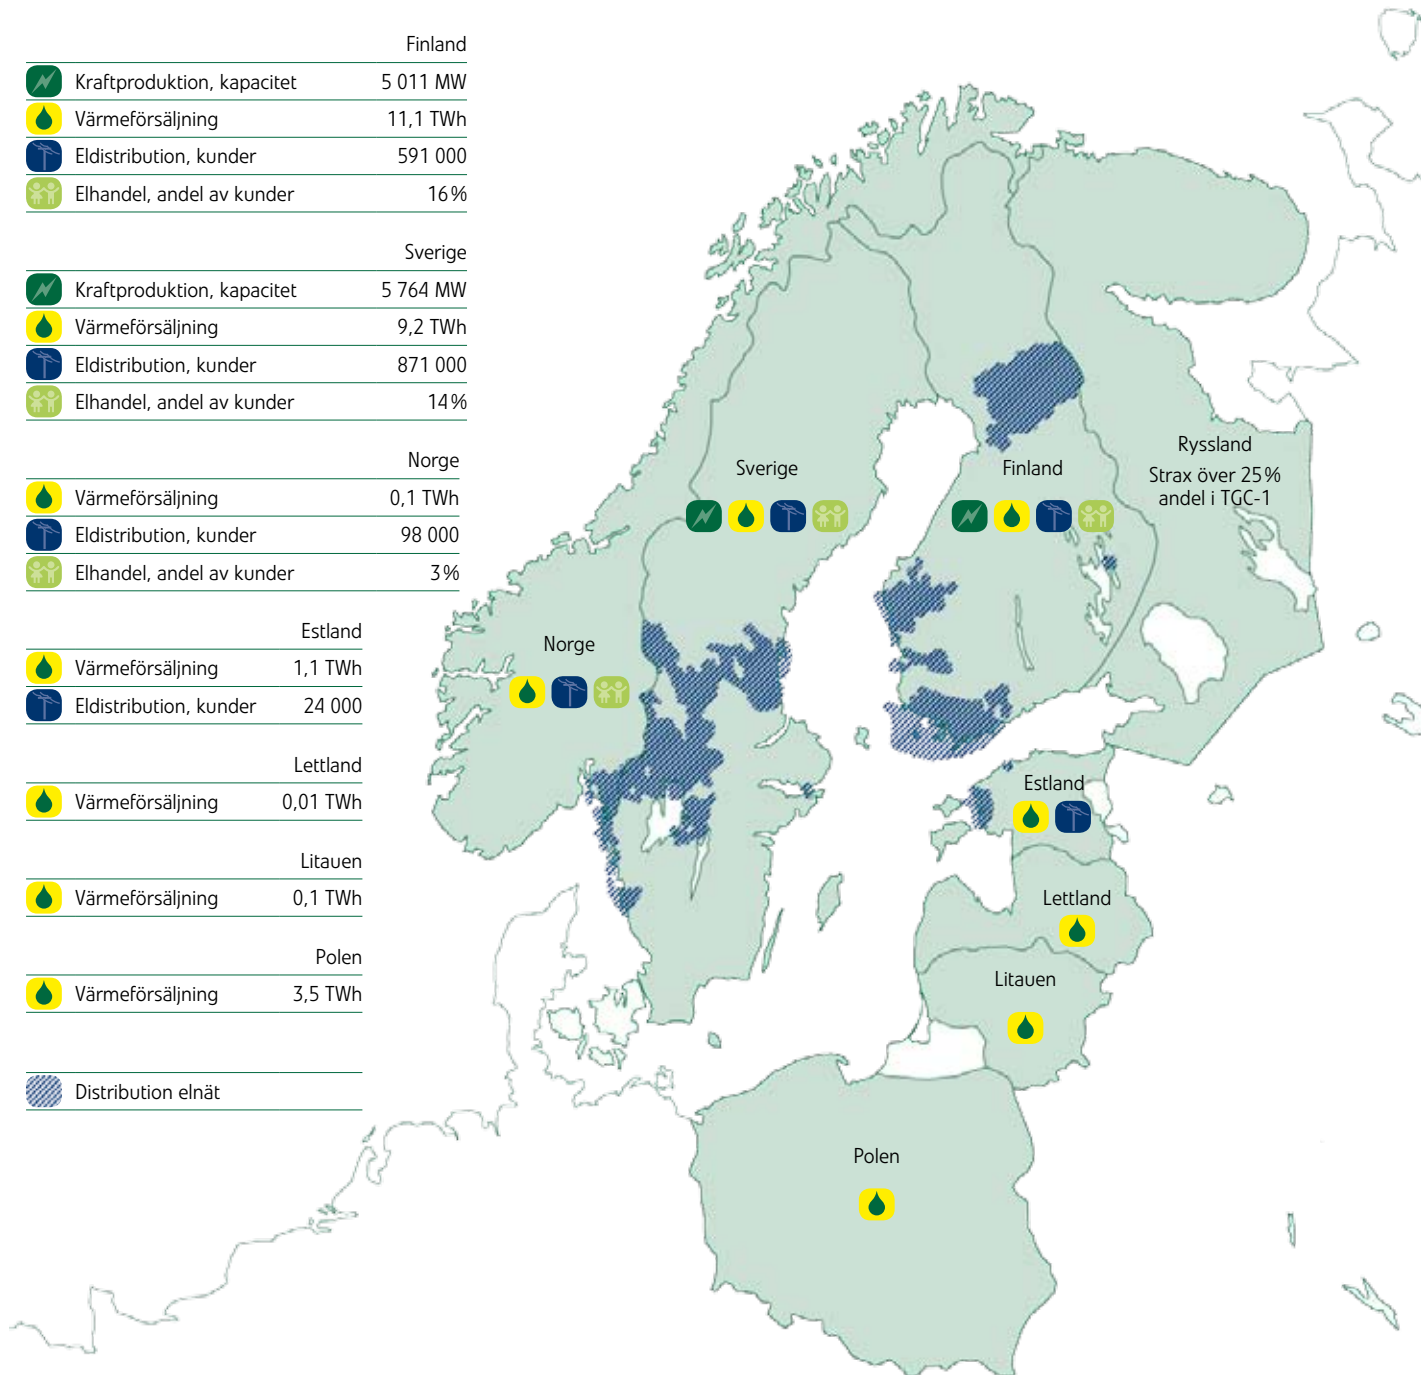 Finland
Kraftproduktion, kapacitet 5 011 MW
Värmeförsäljning 11,1 TWh
Eldistribution, kunder 591 000
Elhandel, andel av kunder 16%
Sverige
Kraftproduktion, kapacitet 5 764 MW
Värmeförsäljning 9,2 TWh
Eldistribution, kunder 871 000
Elhandel, andel av kunder 14%
Norge
Värmeförsäljning 0,1 TWh
Eldistribution, kunder 98 000
Elhandel, andel av kunder 3%
Estland
Värmeförsäljning 1,1 TWh
Eldistribution, kunder 24 000
Lettland
Värmeförsäljning 0,01 TWh
Litauen
Värmeförsäljning 0,1 TWh
Polen
Värmeförsäljning 3,5 TWh
Distribution elnät
Ryssland
Strax över 25%
andel i TGC-1
Sverige
Finland
Norge
Estland
Lettland
Litauen
Polen